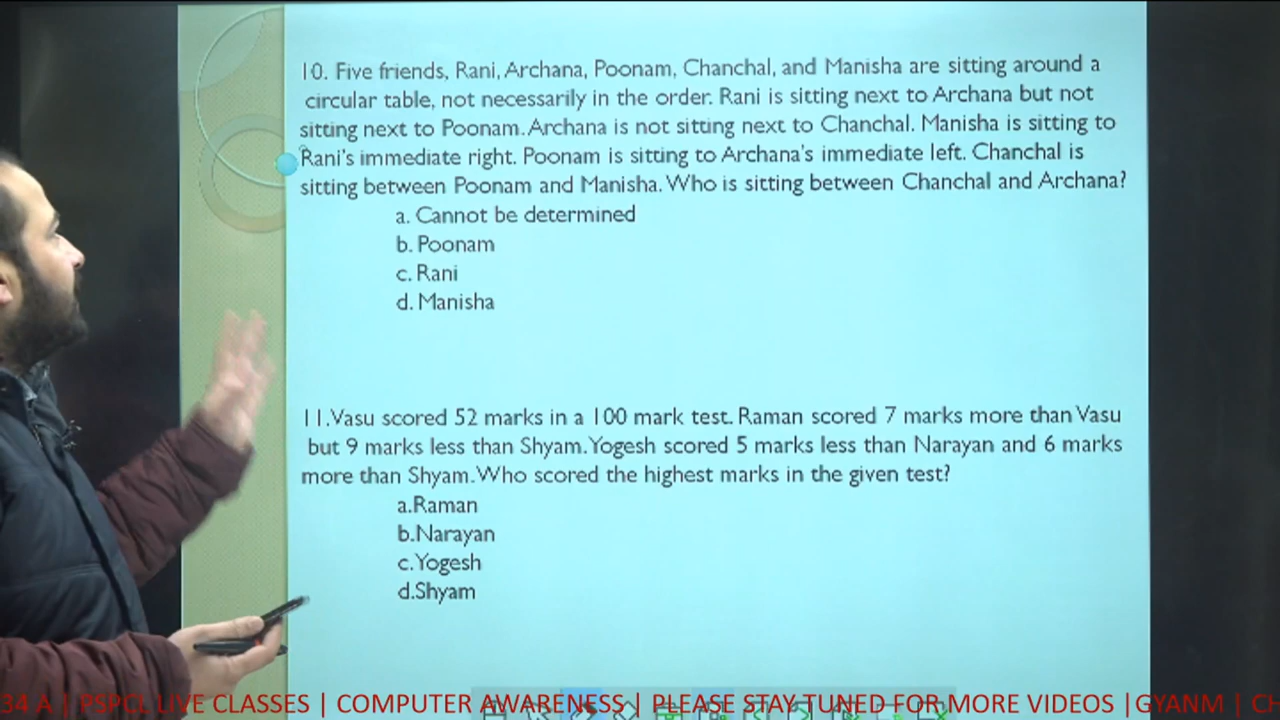 10. Five friends, Rani, Archana, Poonam, Chanchal, and Manisha are sitting around a
circular table, not necessarily in the order. Rani is sitting next to Archana but not
sitting next to Poonam. Archana is not sitting next to Chanchal. Manisha is sitting to
Rani's immediate right. Poonam is sitting to Archana's immediate left. Chanchal is
sitting between Poonam and Manisha. Who is sitting between Chanchal and Archana?
a. Cannot be determined
b. Poonam
c. Rani
d. Manisha
11. Vasu scored 52 marks in a 100 mark test. Raman scored 7 marks more than Vasu
but 9 marks less than Shyam. Yogesh scored 5 marks less than Narayan and 6 marks
more than Shyam. Who scored the highest marks in the given test?
a.Raman
b.Narayan
c.Yogesh
d.Shyam
34 A | PSPCL LIVE CLASSES | COMPUTER AWARENESS | PLEASE STAY TUNED FOR MORE VIDEOS | GYANM | CH